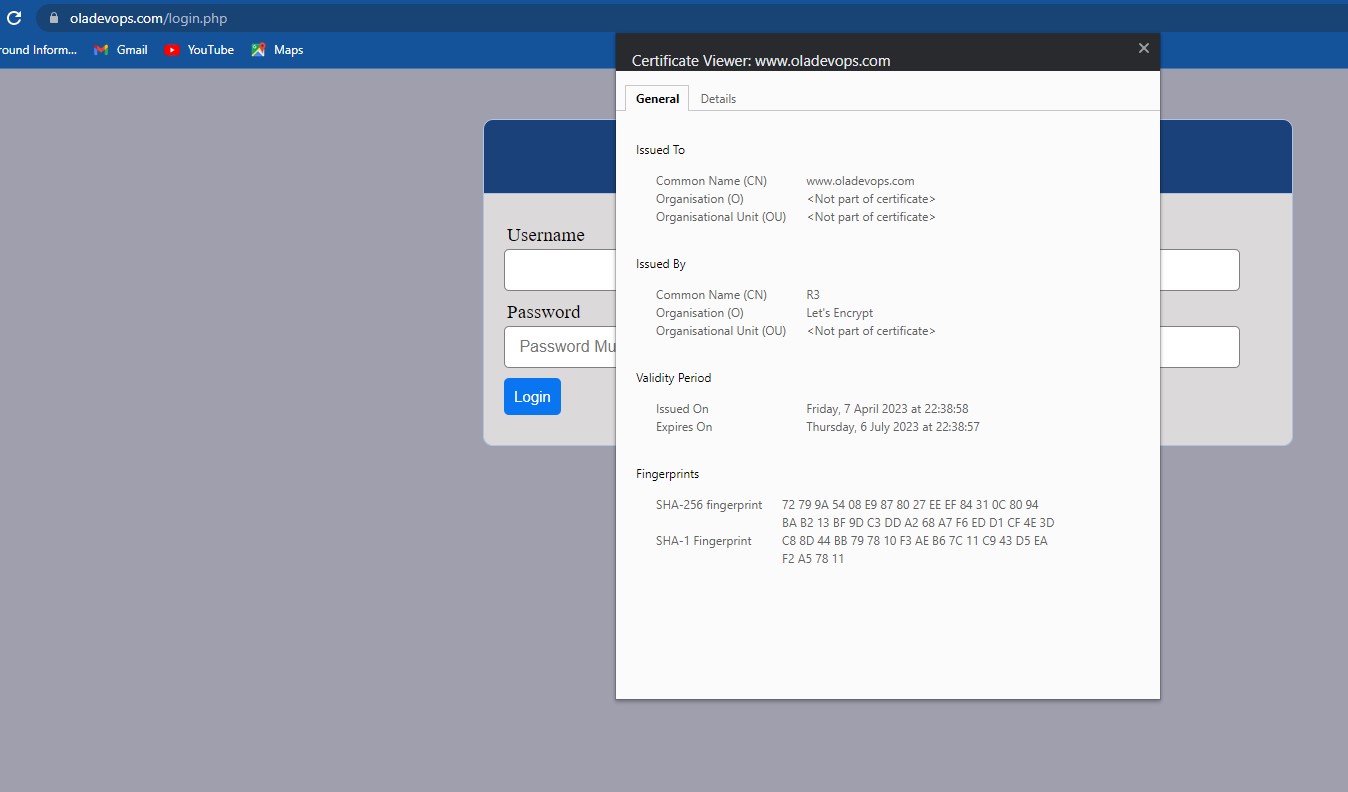 oladevops.com/login.php
round Inform... Gmail YouTube Maps
Certificate Viewer: www.oladevops.com
General Details
Issued To
Common Name (CN) www.oladevops.com
Organisation (O) <Not part of certificate>
Organisational Unit (OU) <Not part of certificate>
Issued By
Common Name (CN) R3
Organisation (O) Let's Encrypt
Organisational Unit (OU) <Not part of certificate>
Validity Period
Issued On Friday, 7 April 2023 at 22:38:58
Expires On Thursday, 6 July 2023 at 22:38:57
Fingerprints
SHA-256 fingerprint 72 79 9A 54 08 E9 87 80 27 EE EF 84 31 0C 80 94
BA B2 13 BF 9D C3 DD A2 68 A7 F6 ED D1 CF 4E 3D
SHA-1 Fingerprint C8 8D 44 BB 79 78 10 F3 AE B6 7C 11 C9 43 D5 EA
F2 A5 78 11
Username
Password
Password Mu
Login